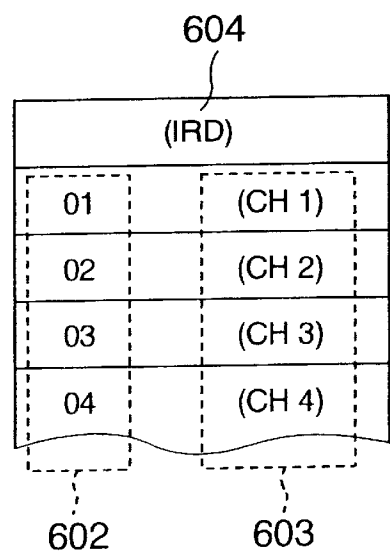 604
(IRD)
01 (CH 1)
02 (CH 2)
03 (CH 3)
04 (CH 4)
602 603